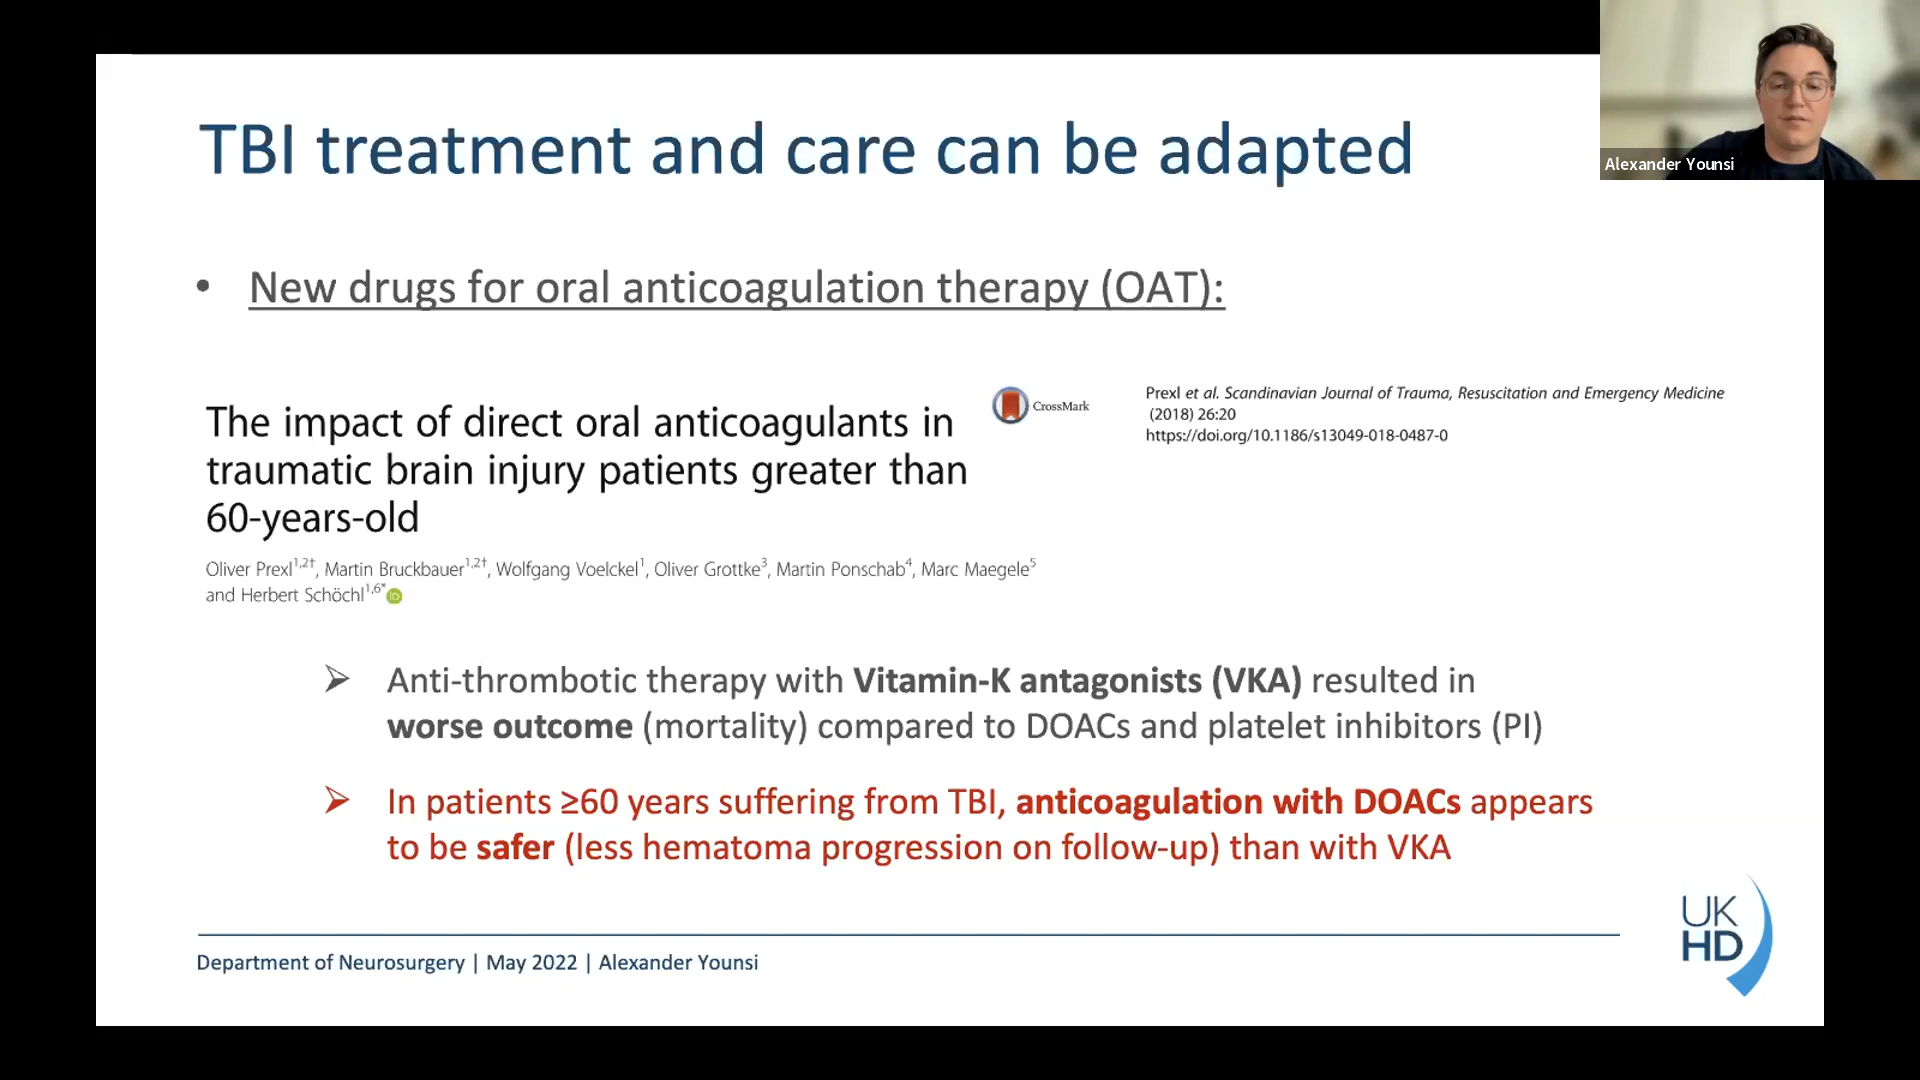 TBI treatment and care can be adapted
Alexander Younsi
• New drugs for oral anticoagulation therapy (OAT):
The impact of direct oral anticoagulants in
traumatic brain injury patients greater than
60-years-old
CrossMark
Prexl et al. Scandinavian Journal of Trauma, Resuscitation and Emergency Medicine
(2018) 26:20
https://doi.org/10.1186/s13049-018-0487-0
Oliver Prexl1,2†, Martin Bruckbauer1,2†, Wolfgang Voelckel1, Oliver Grottke3, Martin Ponschab4, Marc Maegele5
and Herbert Schöchl1,6* iD
➢ Anti-thrombotic therapy with Vitamin-K antagonists (VKA) resulted in
worse outcome (mortality) compared to DOACs and platelet inhibitors (PI)
➢ In patients ≥60 years suffering from TBI, anticoagulation with DOACs appears
to be safer (less hematoma progression on follow-up) than with VKA
UK
HD
Department of Neurosurgery | May 2022 | Alexander Younsi